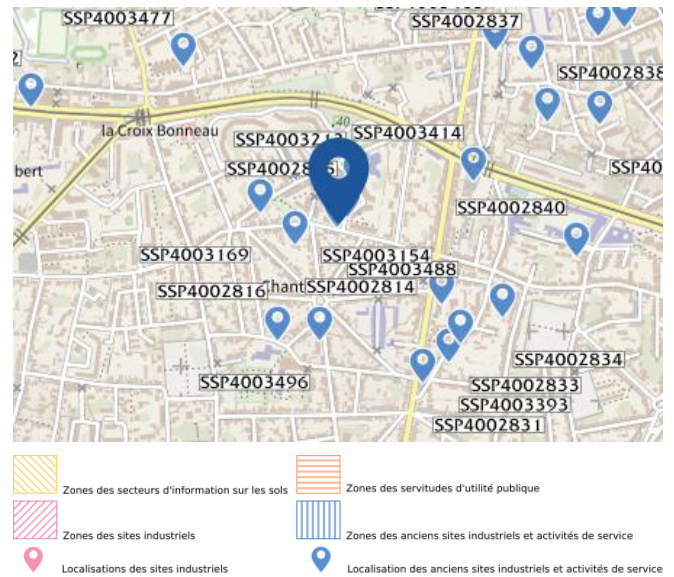 SSP4003477
SSP4002837
SSP4002838
la Croix Bonneau
40
SSP4003414
bert
SSP4002840
SSP4003169
SSP4003154
SSP4003488
SSP4002816
Chant
SSP4002814
SSP4002834
SSP4003496
SSP4002833
SSP4003393
SSP4002831
Zones des secteurs d'information sur les sols
Zones des servitudes d'utilité publique
Zones des sites industriels
Zones des anciens sites industriels et activités de service
Localisations des sites industriels
Localisation des anciens sites industriels et activités de service